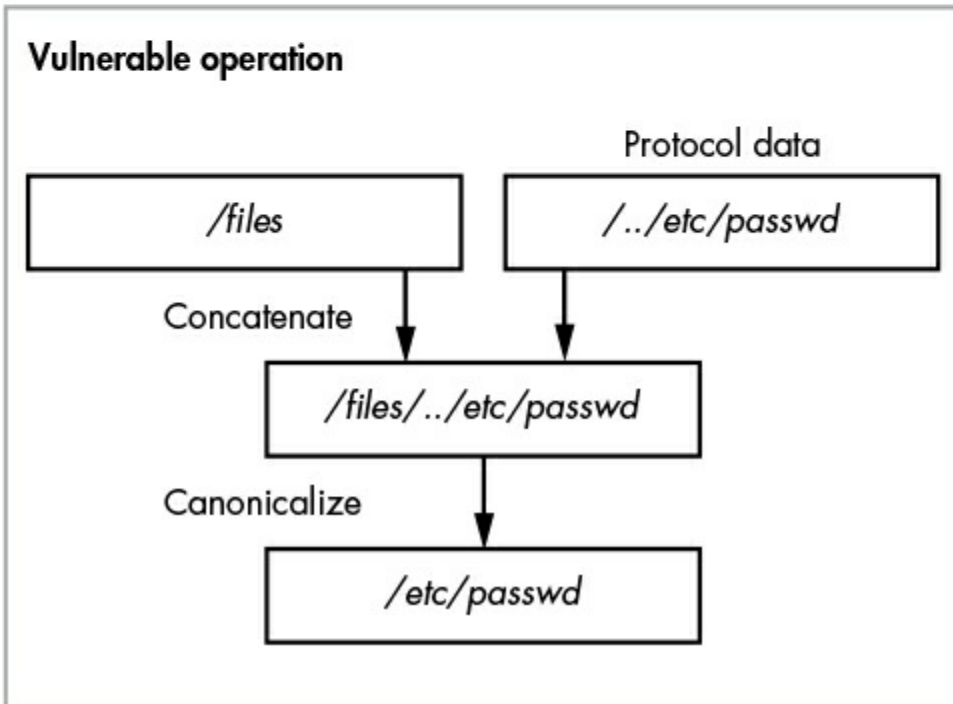 Vulnerable operation
Protocol data
/files
/../etc/passwd
Concatenate
/files/../etc/passwd
Canonicalize
/etc/passwd